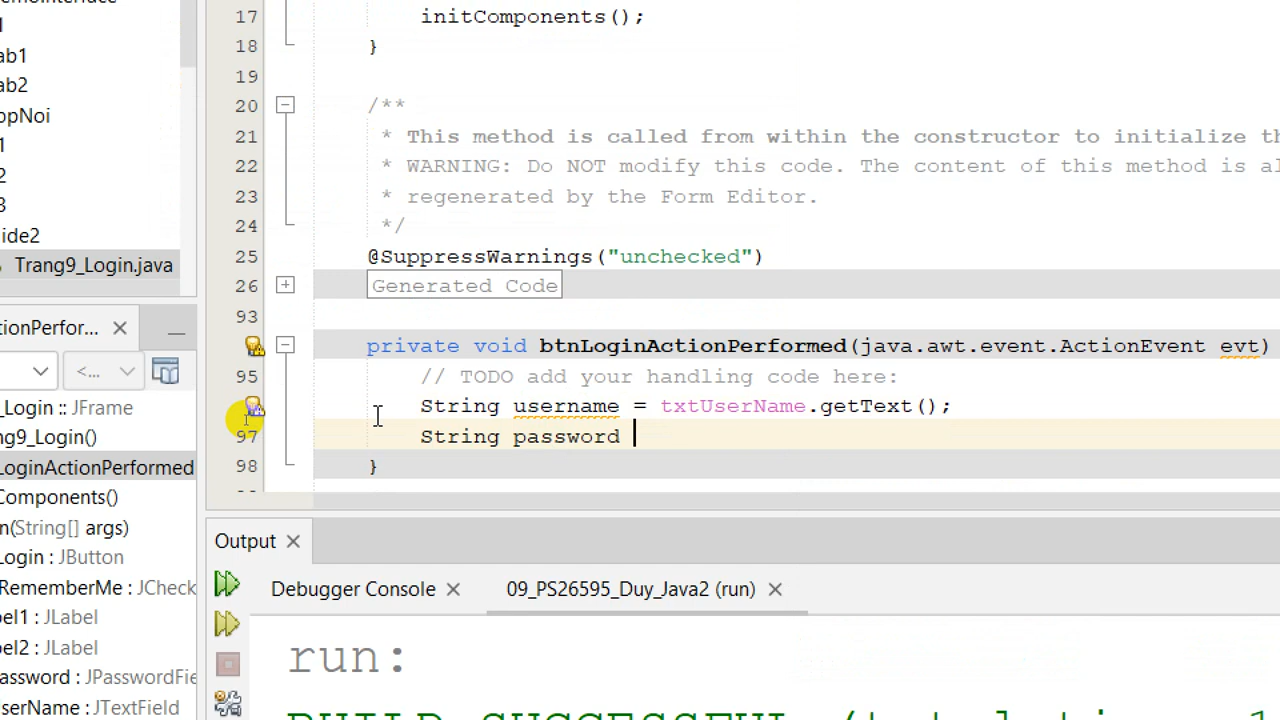 1
ab1
ab2
opNoi
1
2
3
ide2
Trang9_Login.java
tionPerfor...
<...
_Login :: JFrame
ng9_Login()
LoginActionPerformed
Components()
n(String[] args)
Login : JButton
RememberMe : JCheck
el1 : JLabel
el2 : JLabel
assword : JPasswordFie
serName : JTextField
17 initComponents();
18 }
19
20 /**
21 * This method is called from within the constructor to initialize th
22 * WARNING: Do NOT modify this code. The content of this method is al
23 * regenerated by the Form Editor.
24 */
25 @SuppressWarnings("unchecked")
26 Generated Code
93
private void btnLoginActionPerformed(java.awt.event.ActionEvent evt)
95 // TODO add your handling code here:
String username = txtUserName.getText();
97 String password
98 }
Output
Debugger Console
09_PS26595_Duy_Java2 (run)
run: